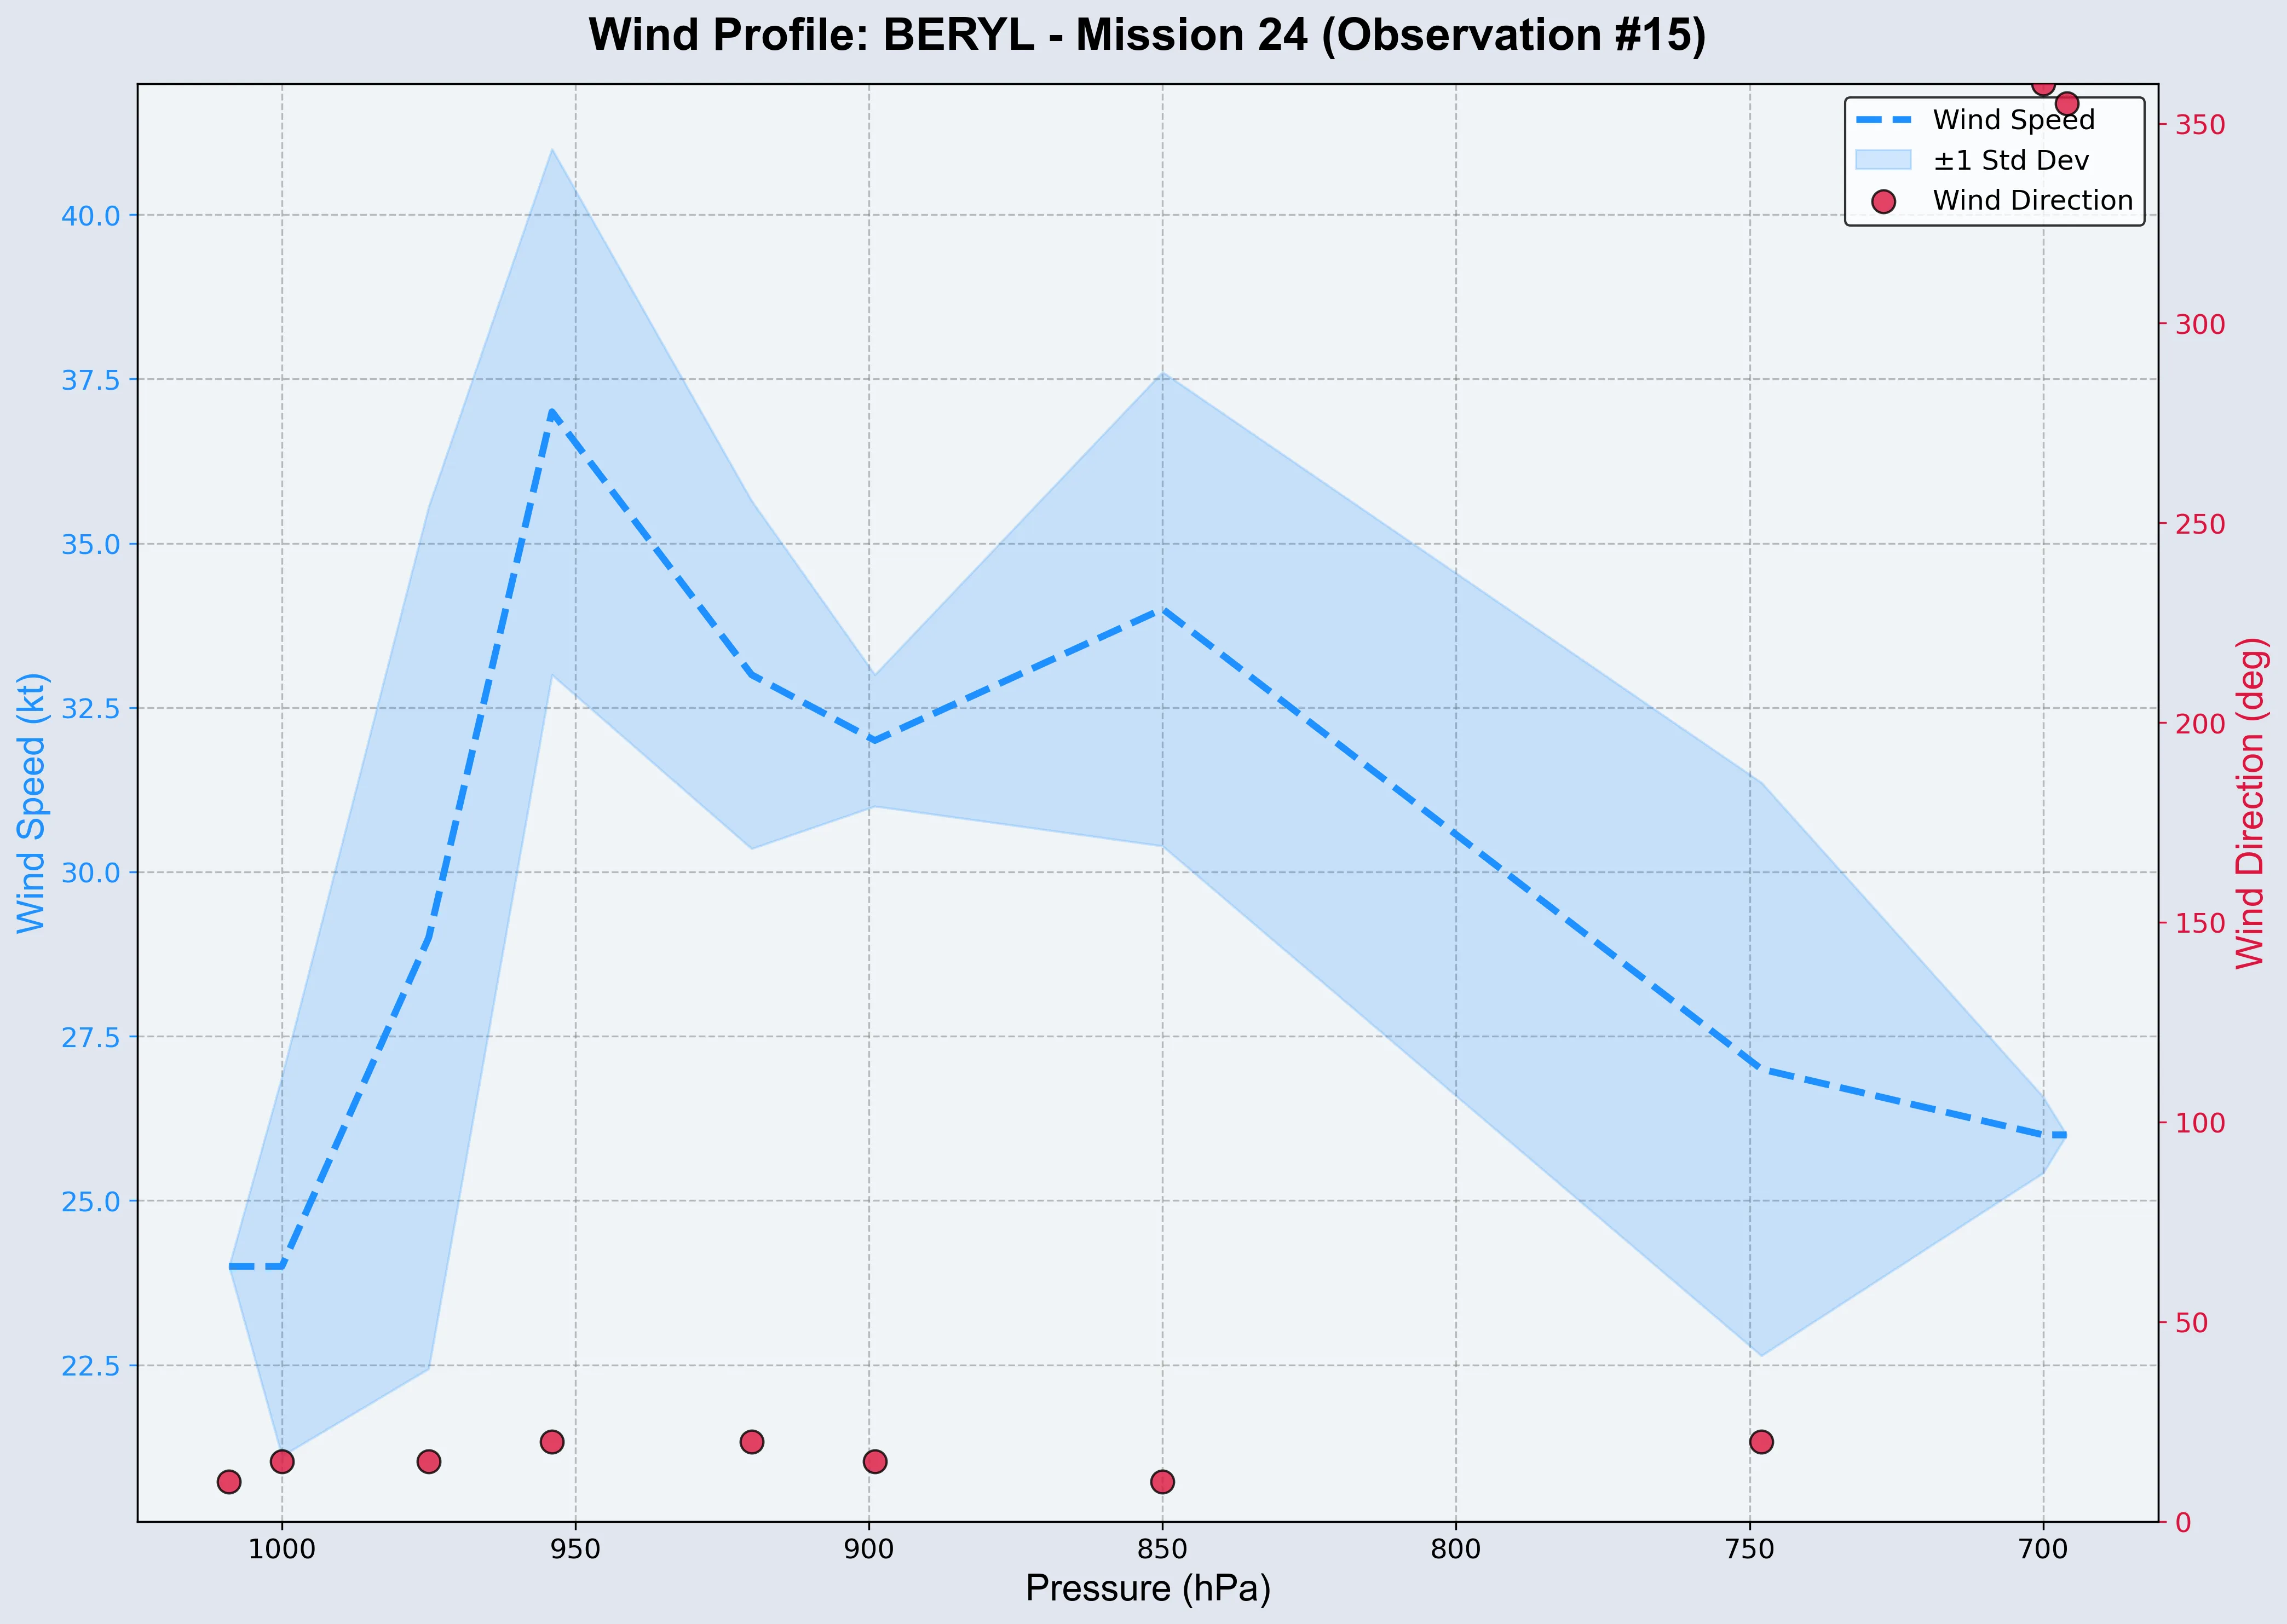 Wind Profile: BERYL - Mission 24 (Observation #15)
Wind Speed
±1 Std Dev
Wind Direction
Wind Speed (kt)
40.0
37.5
35.0
32.5
30.0
27.5
25.0
22.5
350
300
250
200
150
100
50
0
Wind Direction (deg)
1000 950 900 850 800 750 700
Pressure (hPa)